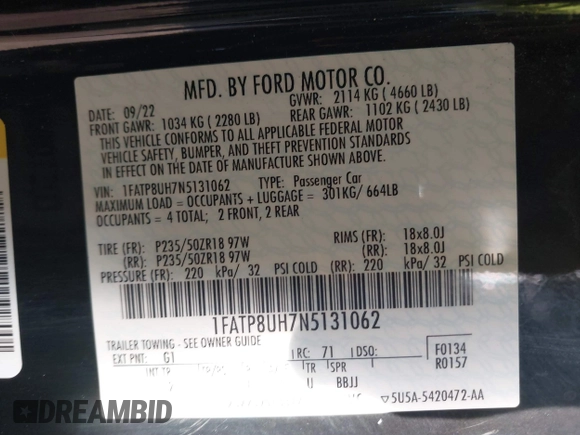 MFD. BY FORD MOTOR CO.
DATE: 09/22 GVWR: 2114 KG ( 4660 LB)
FRONT GAWR: 1034 KG ( 2280 LB) REAR GAWR: 1102 KG ( 2430 LB)
THIS VEHICLE CONFORMS TO ALL APPLICABLE FEDERAL MOTOR
VEHICLE SAFETY, BUMPER, AND THEFT PREVENTION STANDARDS
IN EFFECT ON THE DATE OF MANUFACTURE SHOWN ABOVE.
VIN: 1FATP8UH7N5131062 TYPE: Passenger Car
MAXIMUM LOAD = OCCUPANTS + LUGGAGE = 301KG/ 664LB
OCCUPANTS = 4 TOTAL; 2 FRONT, 2 REAR
TIRE (FR): P235/50ZR18 97W RIMS (FR): 18x8.0J
(RR): P235/50ZR18 97W (RR): 18x8.0J
PRESSURE (FR): 220 kPa/ 32 PSI COLD (RR): 220 kPa/ 32 PSI COLD
1FATP8UH7N5131062
TRAILER TOWING - SEE OWNER GUIDE
EXT PNT: G1 RC: 71 F0134
INT TR TP/PS R TR SPR R0157
U BBJJ
▽5U5A-5420472-AA
DREAMBID